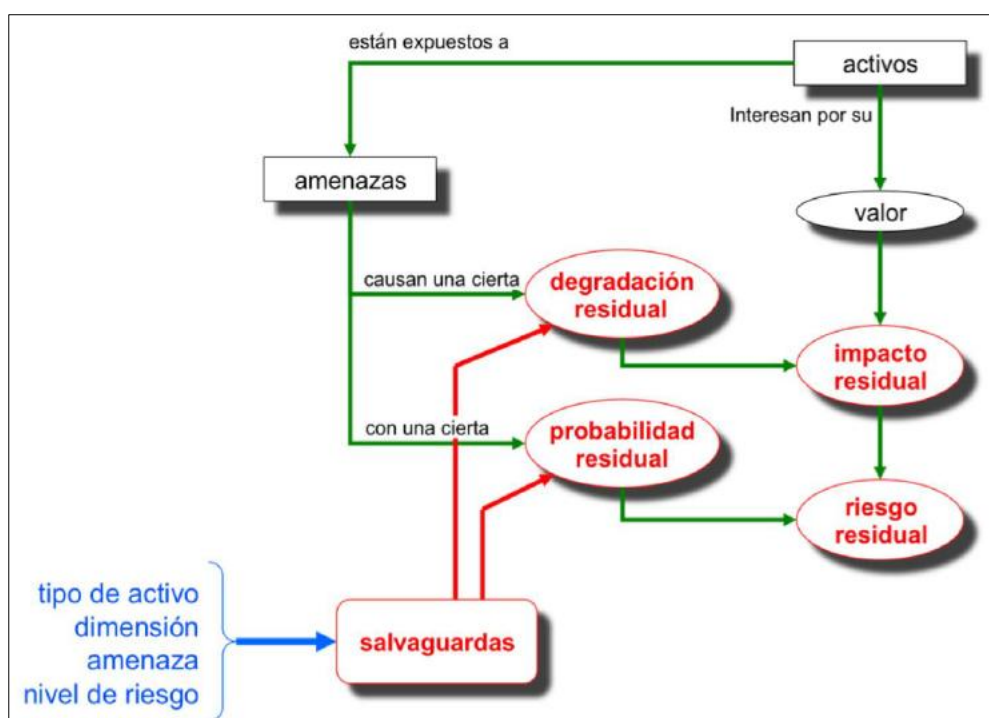 están expuestos a
activos
Interesan por su
amenazas
valor
causan una cierta
degradación
residual
impacto
residual
con una cierta
probabilidad
residual
riesgo
residual
tipo de activo
dimensión
amenaza
nivel de riesgo
salvaguardas